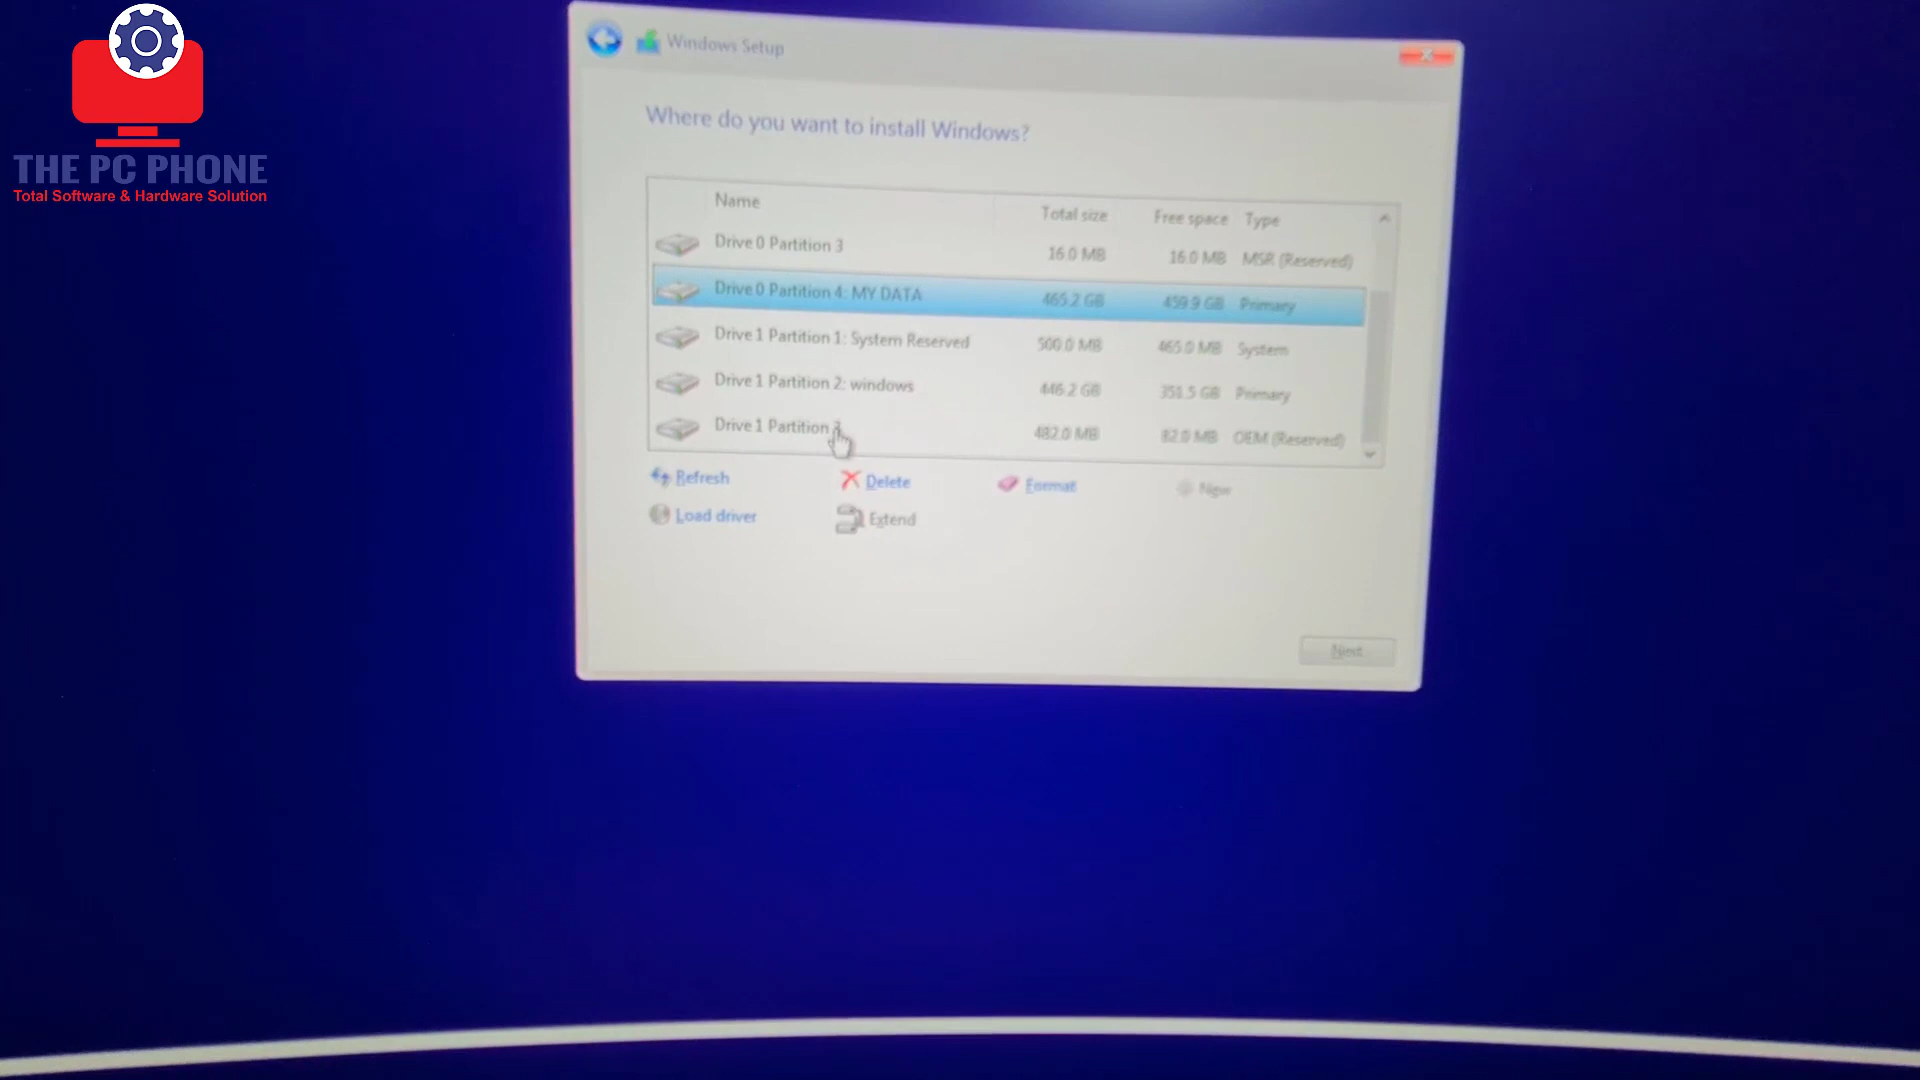 THE PC PHONE
Total Software & Hardware Solution
Windows Setup
Where do you want to install Windows?
Name Total size Free space Type
Drive 0 Partition 3 16.0 MB 16.0 MB MSR (Reserved)
Drive 0 Partition 4: MY DATA 465.2 GB 459.9 GB Primary
Drive 1 Partition 1: System Reserved 500.0 MB 465.0 MB System
Drive 1 Partition 2: windows 446.2 GB 351.5 GB Primary
Drive 1 Partition 482.0 MB 82.0 MB OEM (Reserved)
Refresh Delete Format New
Load driver Extend
Next